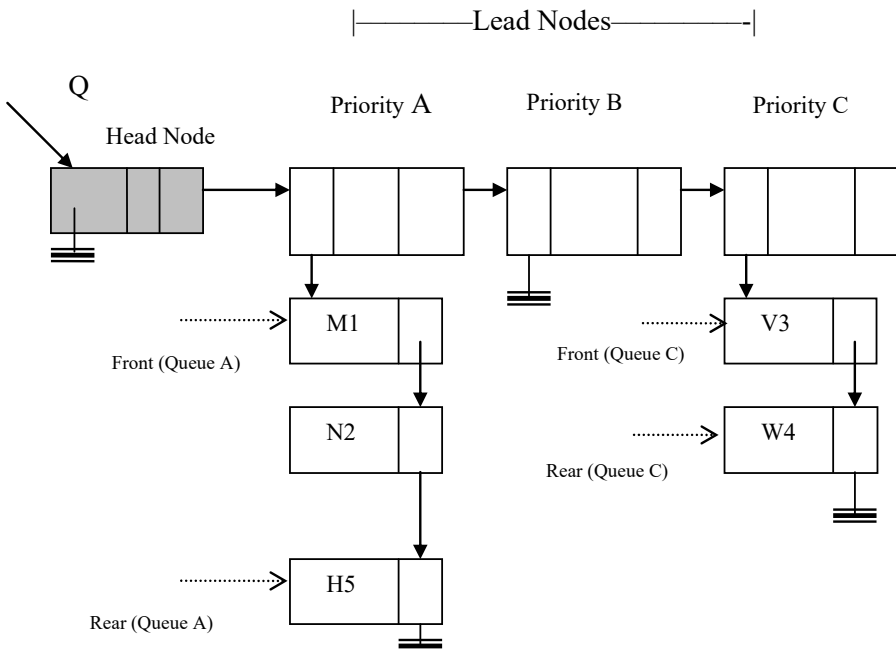 |————Lead Nodes————-|
Q
Priority A
Priority B
Priority C
Head Node
M1
V3
Front (Queue A)
Front (Queue C)
N2
W4
Rear (Queue C)
H5
Rear (Queue A)